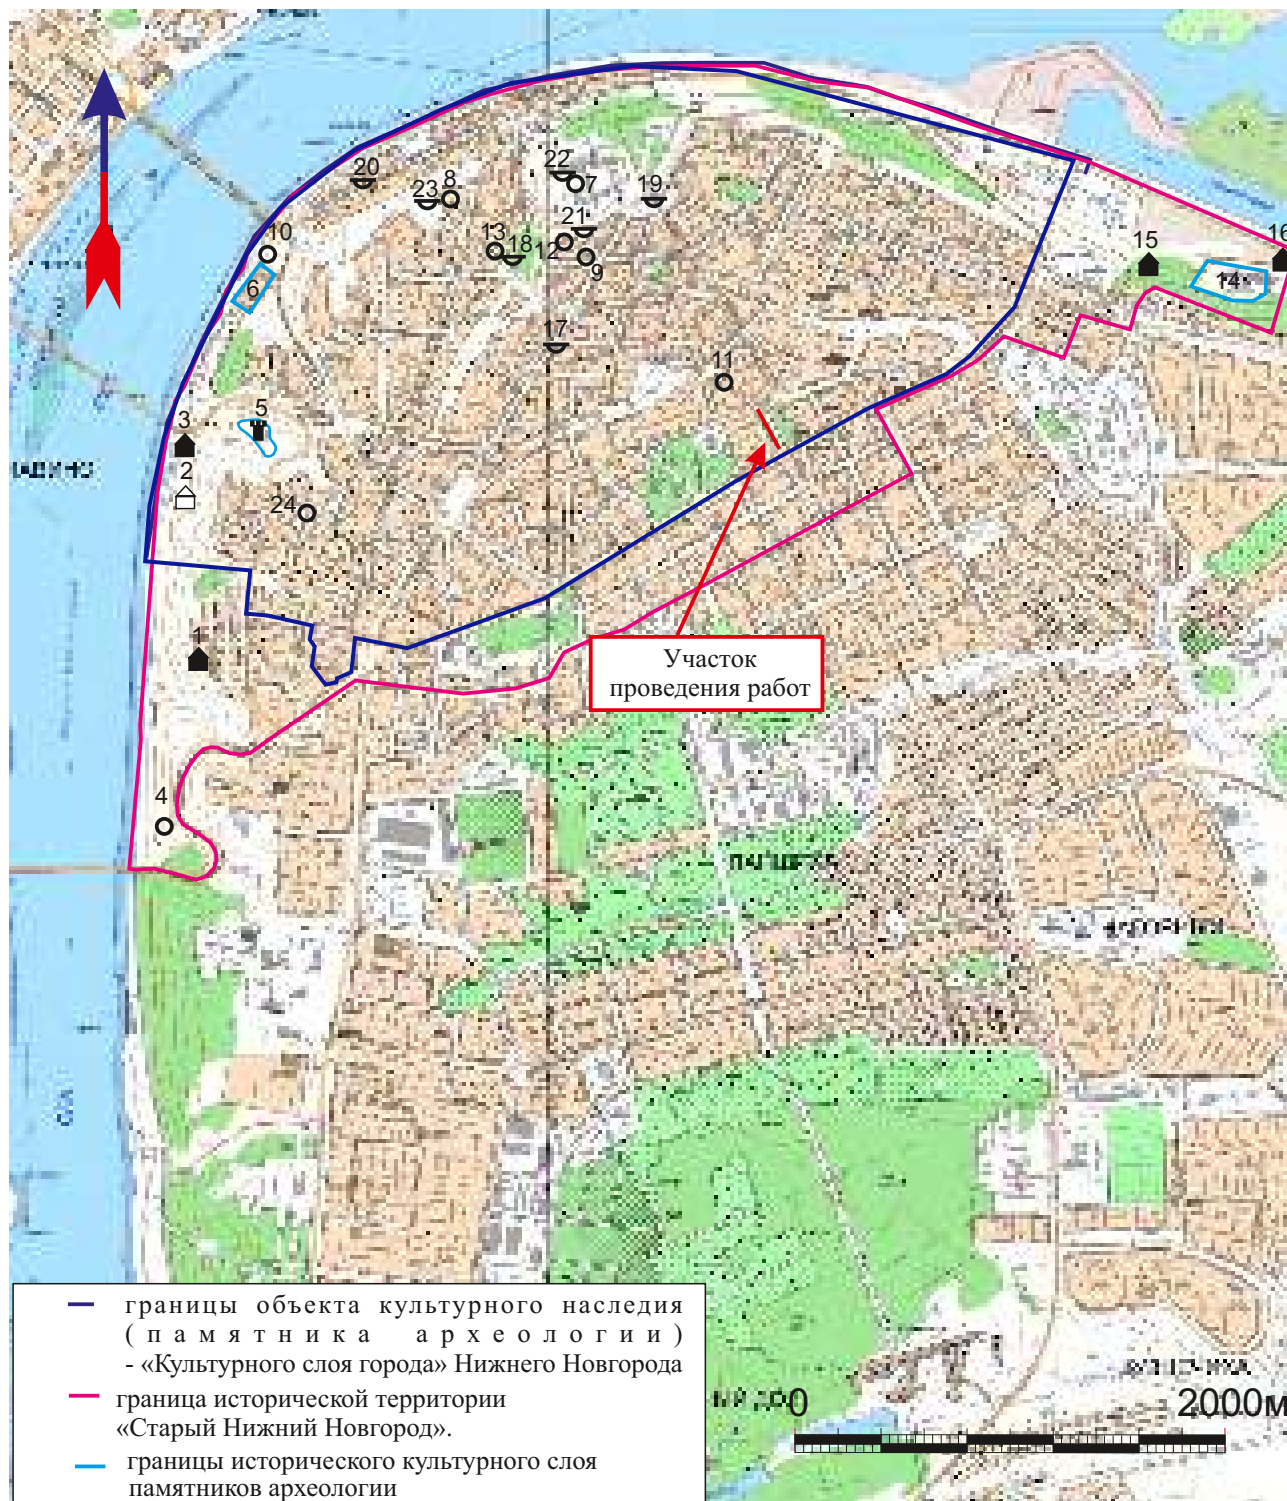 20
22
23
8
7
19
10
13
18
12
21
9
6
15
16
14
17
11
3
5
2
24
1
Участок
проведения работ
4
0
2000м
границы объекта культурного наследия
(памятника археологии)
- «Культурного слоя города» Нижнего Новгорода
граница исторической территории
«Старый Нижний Новгород».
границы исторического культурного слоя
памятников археологии